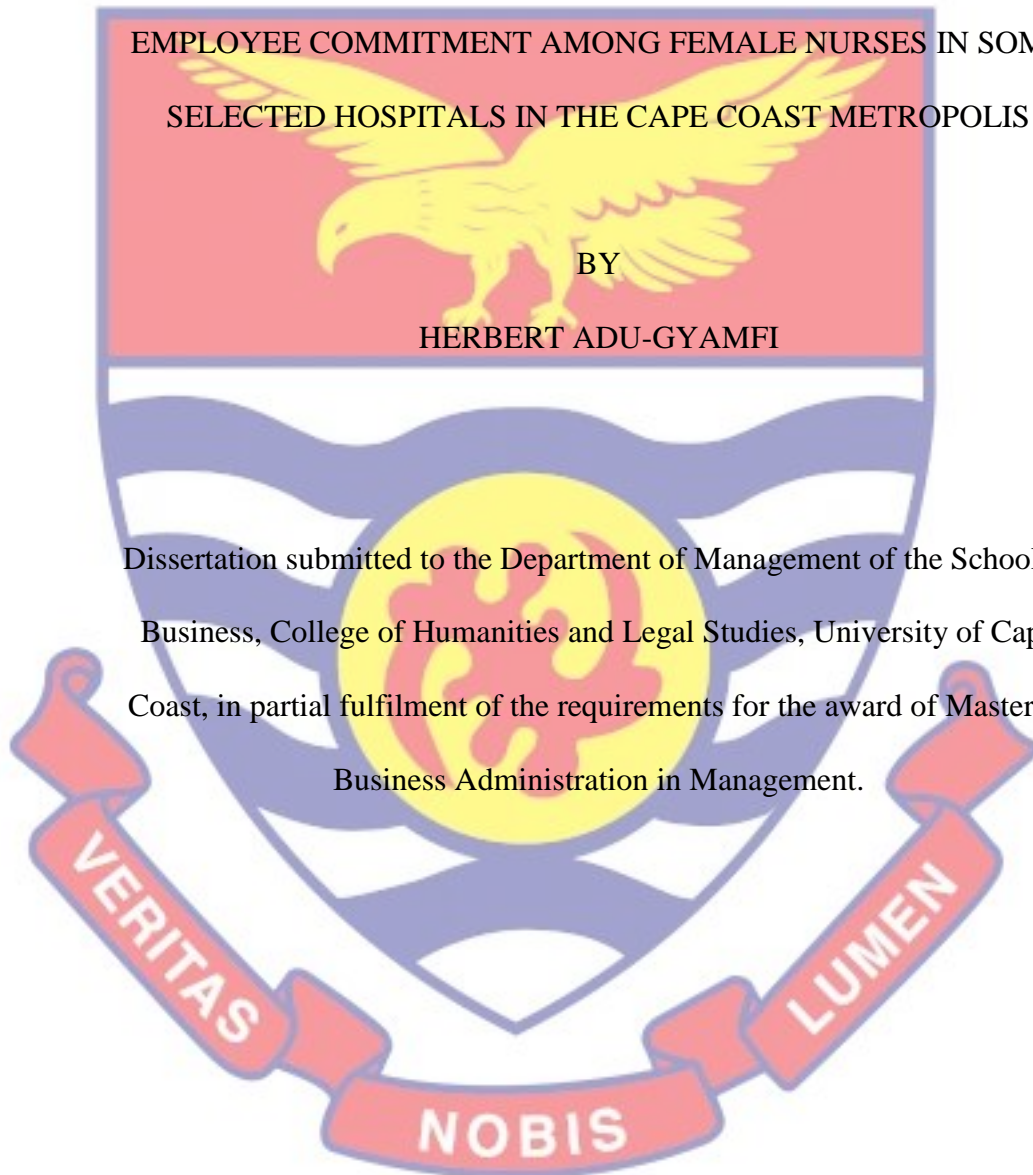 EMPLOYEE COMMITMENT AMONG FEMALE NURSES IN SOM
SELECTED HOSPITALS IN THE CAPE COAST METROPOLIS
BY
HERBERT ADU-GYAMFI
Dissertation submitted to the Department of Management of the School
Business, College of Humanities and Legal Studies, University of Cap
Coast, in partial fulfilment of the requirements for the award of Master
Business Administration in Management.
VERITAS
NOBIS
LUMEN